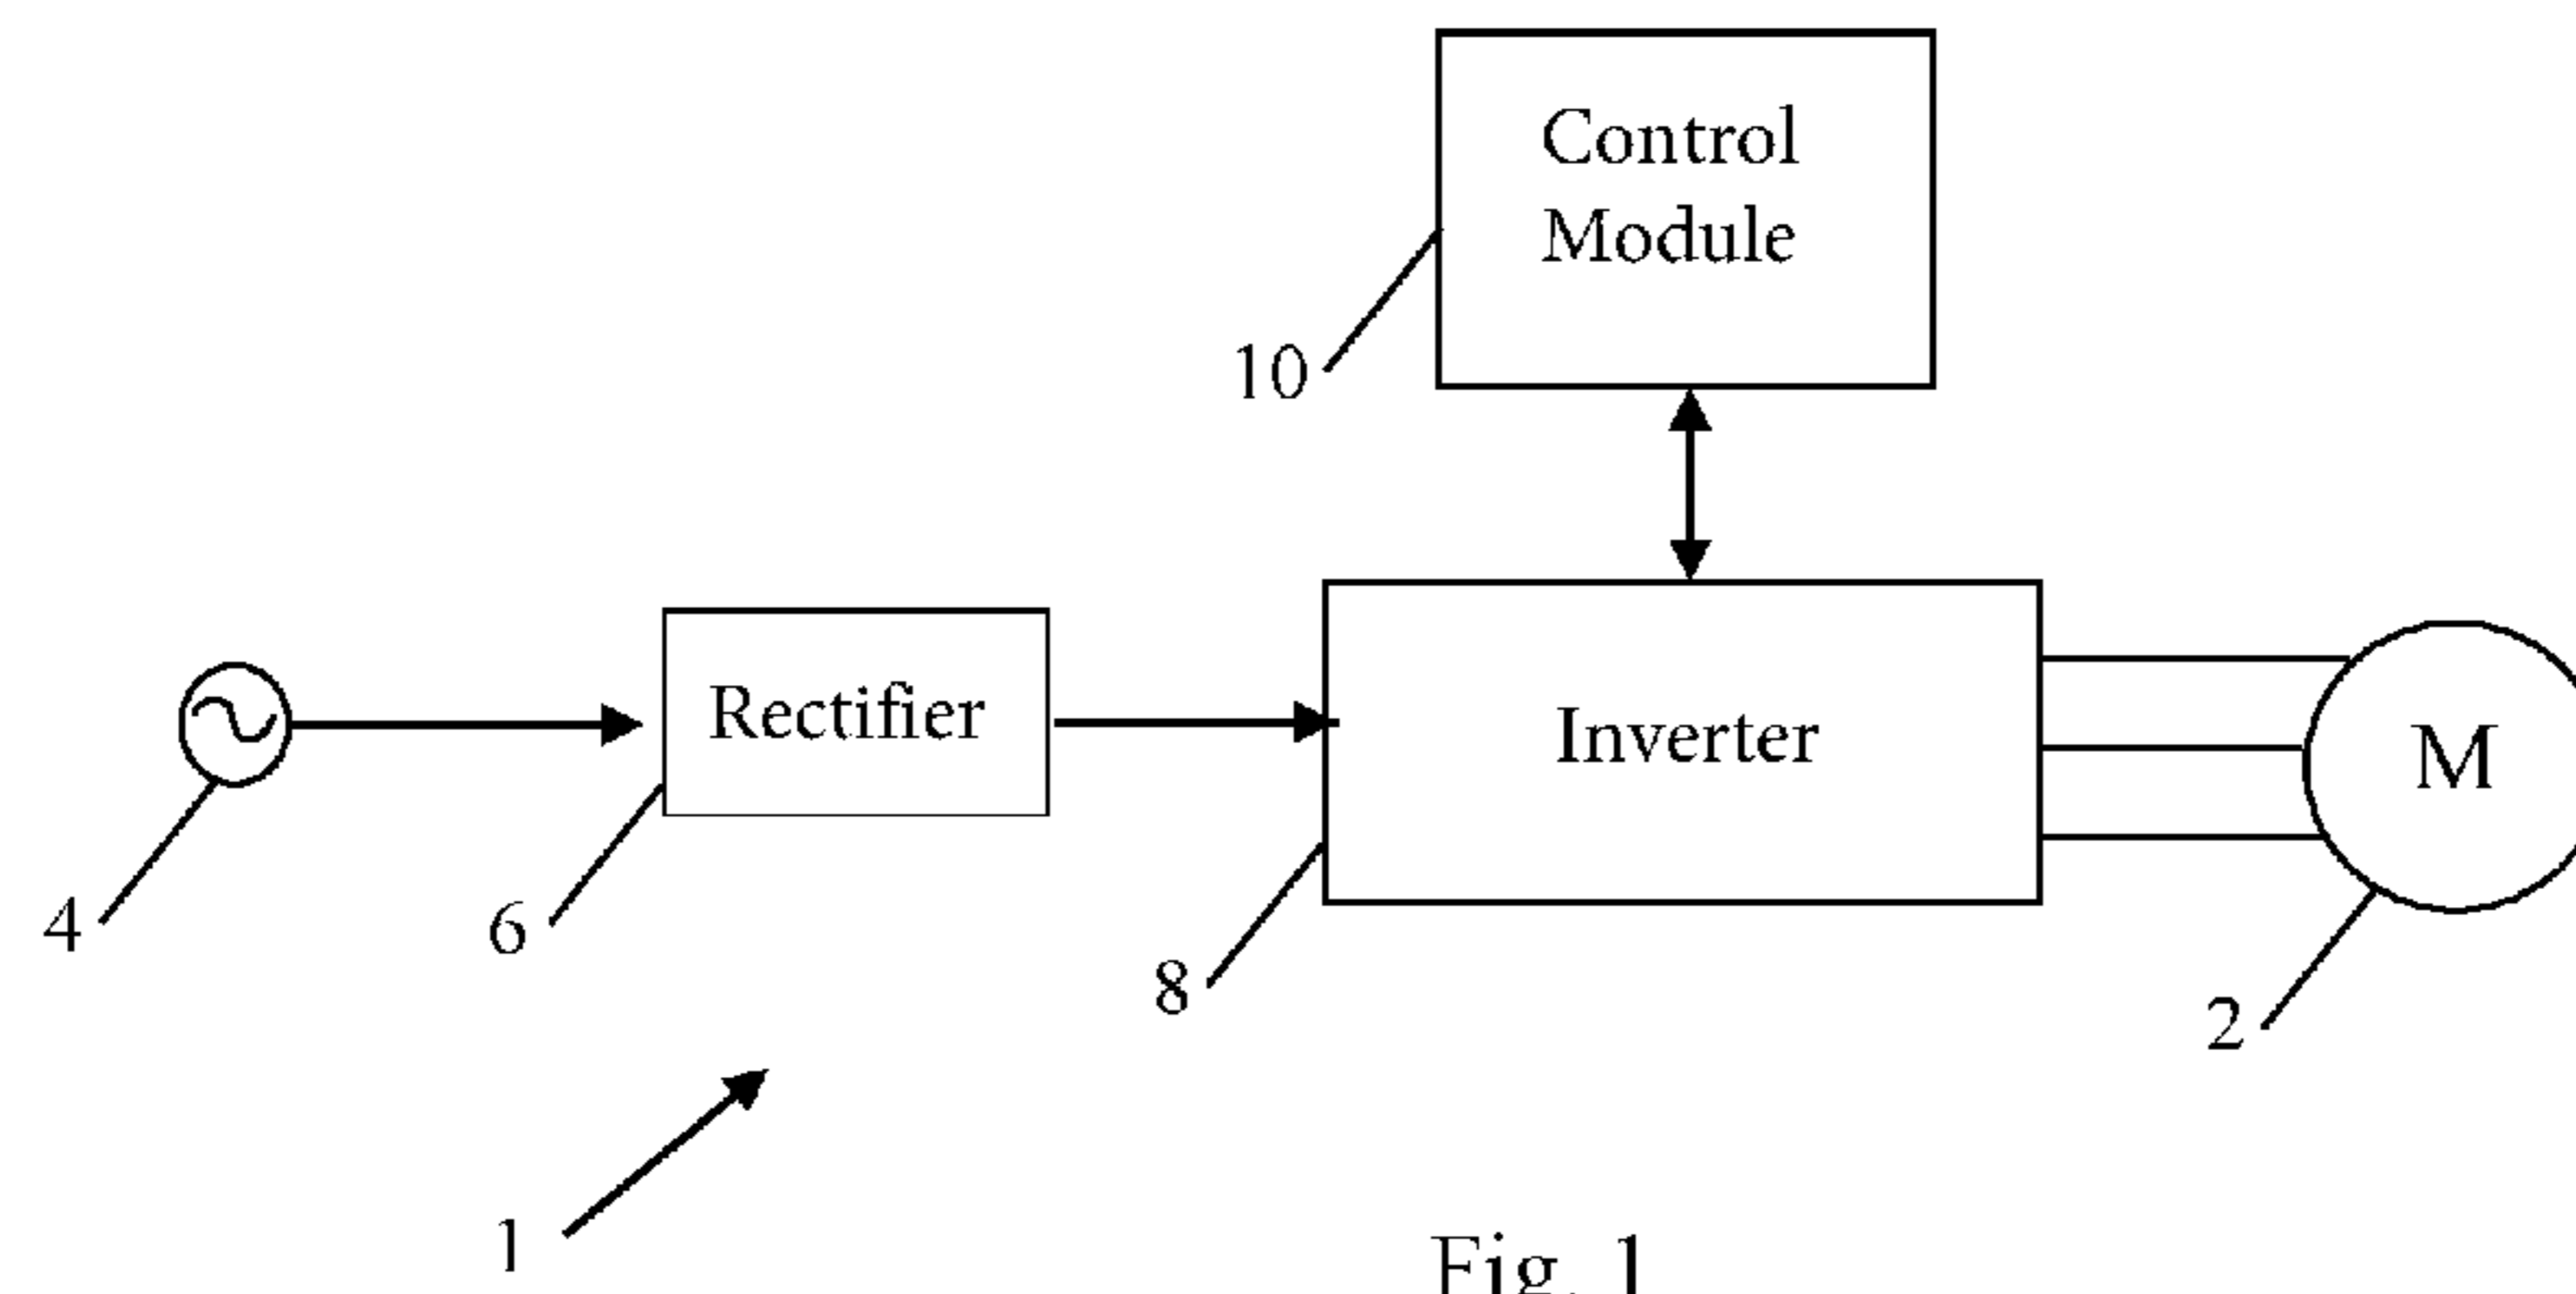 Control
Module
10
Rectifier
Inverter
M
4
6
8
2
1
Fig. 1